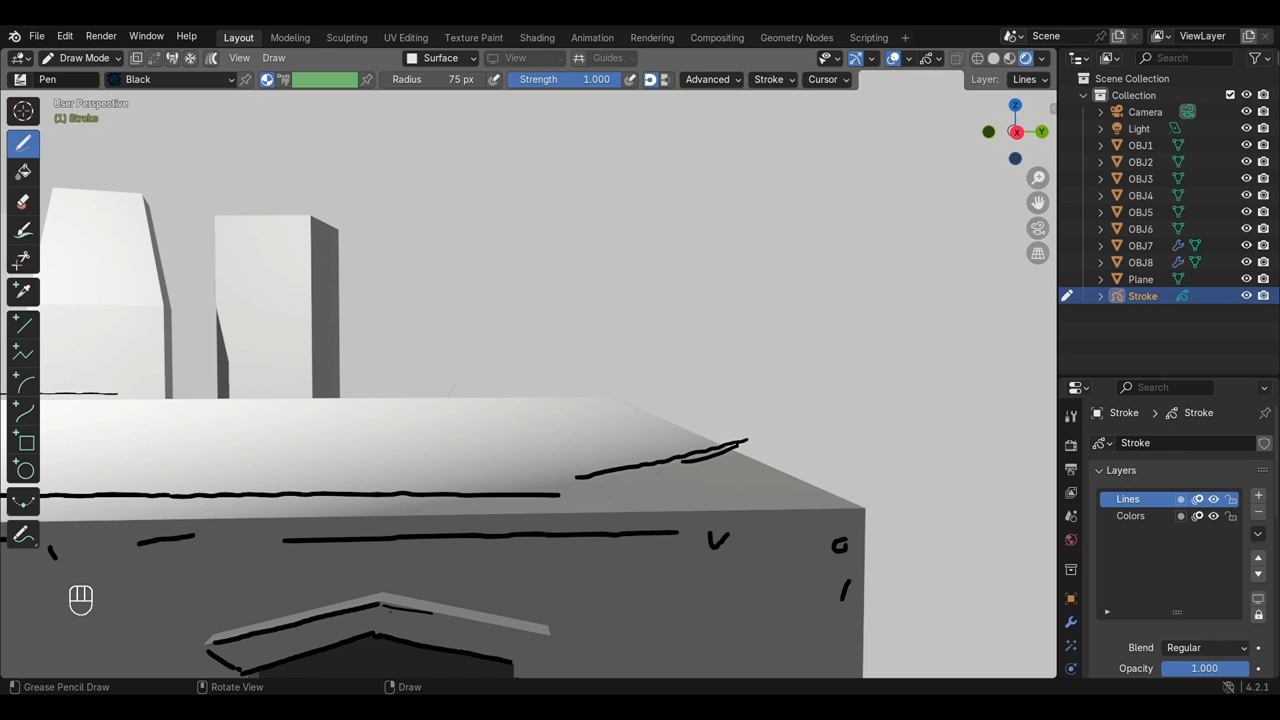 File Edit Render Window Help Layout Modeling Sculpting UV Editing Texture Paint Shading Animation Rendering Compositing Geometry Nodes Scripting Scene ViewLayer
Draw Mode View Draw Surface View Guides Search
Pen Black Radius 75 px Strength 1.000 Advanced Stroke Cursor Layer: Lines
User Perspective
(1) Stroke
Z
Y
X
Scene Collection
Collection
Camera
Light
OBJ1
OBJ2
OBJ3
OBJ4
OBJ5
OBJ6
OBJ7
OBJ8
Plane
Stroke
Search
Stroke > Stroke
Stroke
Layers
Lines
Colors
Blend Regular
Opacity 1.000
Grease Pencil Draw Rotate View Draw 4.2.1